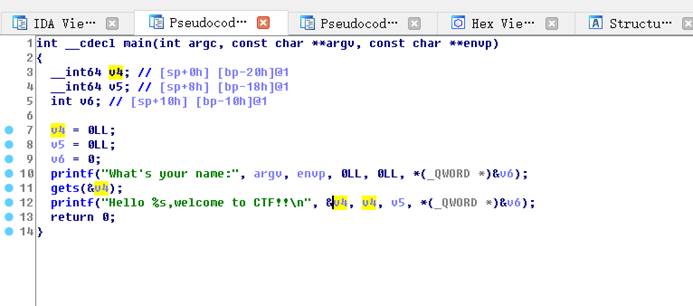 IDA Vie… Pseudocod… Pseudocod… Hex Vie… Structu…
1 int __cdecl main(int argc, const char **argv, const char **envp)
2 {
3 __int64 v4; // [sp+0h] [bp-20h]@1
4 __int64 v5; // [sp+8h] [bp-18h]@1
5 int v6; // [sp+10h] [bp-10h]@1
6
7 v4 = 0LL;
8 v5 = 0LL;
9 v6 = 0;
10 printf("What's your name:", argv, envp, 0LL, 0LL, *(_QWORD *)&v6);
11 gets(&v4);
12 printf("Hello %s,welcome to CTF!!\n", &v4, v4, v5, *(_QWORD *)&v6);
13 return 0;
14 }